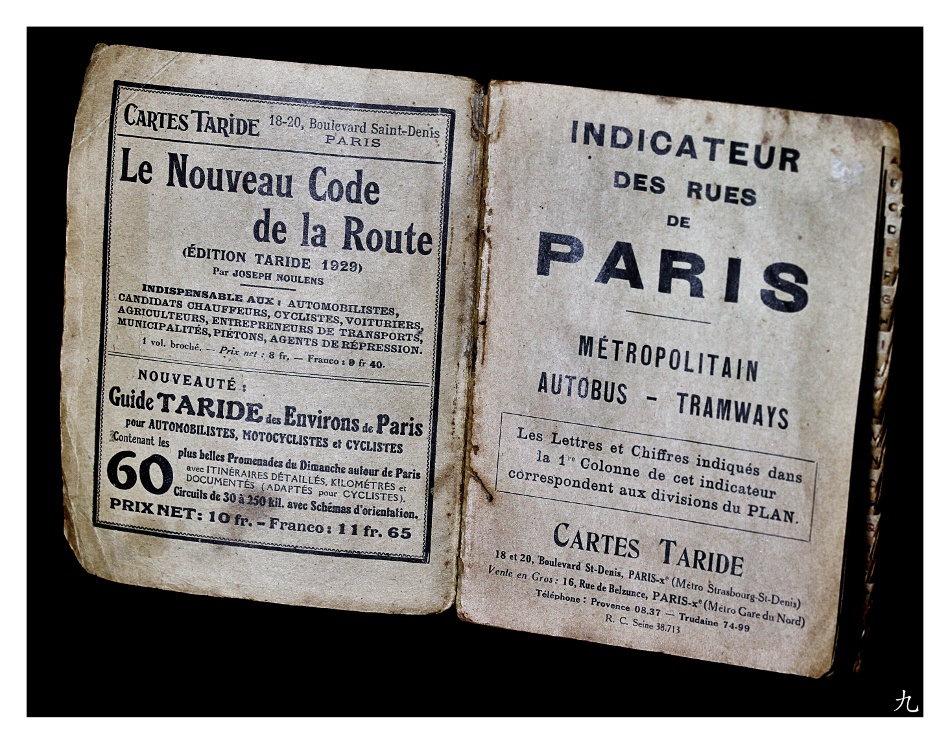 CARTES TARIDE 18-20, Boulevard Saint-Denis
PARIS
Le Nouveau Code
de la Route
(ÉDITION TARIDE 1929)
Par JOSEPH NOULENS
INDISPENSABLE AUX : AUTOMOBILISTES,
CANDIDATS CHAUFFEURS, CYCLISTES, VOITURIERS,
AGRICULTEURS, ENTREPRENEURS DE TRANSPORTS,
MUNICIPALITÉS, PIÉTONS, AGENTS DE RÉPRESSION.
1 vol. broché. — Prix net : 8 fr. — Franco : 9 fr 40.
NOUVEAUTÉ :
Guide TARIDE des Environs de Paris
pour AUTOMOBILISTES, MOTOCYCLISTES et CYCLISTES
Contenant les
60 plus belles Promenades du Dimanche autour de Paris
avec ITINÉRAIRES DÉTAILLÉS, KILOMÉTRÉS et
DOCUMENTÉS (ADAPTÉS pour CYCLISTES).
Circuits de 30 à 250 kil. avec Schémas d'orientation.
PRIX NET : 10 fr. – Franco : 11 fr. 65
INDICATEUR
DES RUES
DE
PARIS
MÉTROPOLITAIN
AUTOBUS – TRAMWAYS
Les Lettres et Chiffres indiqués dans
la 1re Colonne de cet indicateur
correspondent aux divisions du PLAN.
CARTES TARIDE
18 et 20, Boulevard St-Denis, PARIS-xe (Métro Strasbourg-St-Denis)
Vente en Gros : 16, Rue de Belzunce, PARIS-xe (Métro Gare du Nord)
Téléphone : Provence 08.37 — Trudaine 74-99
R. C. Seine 38.713
九